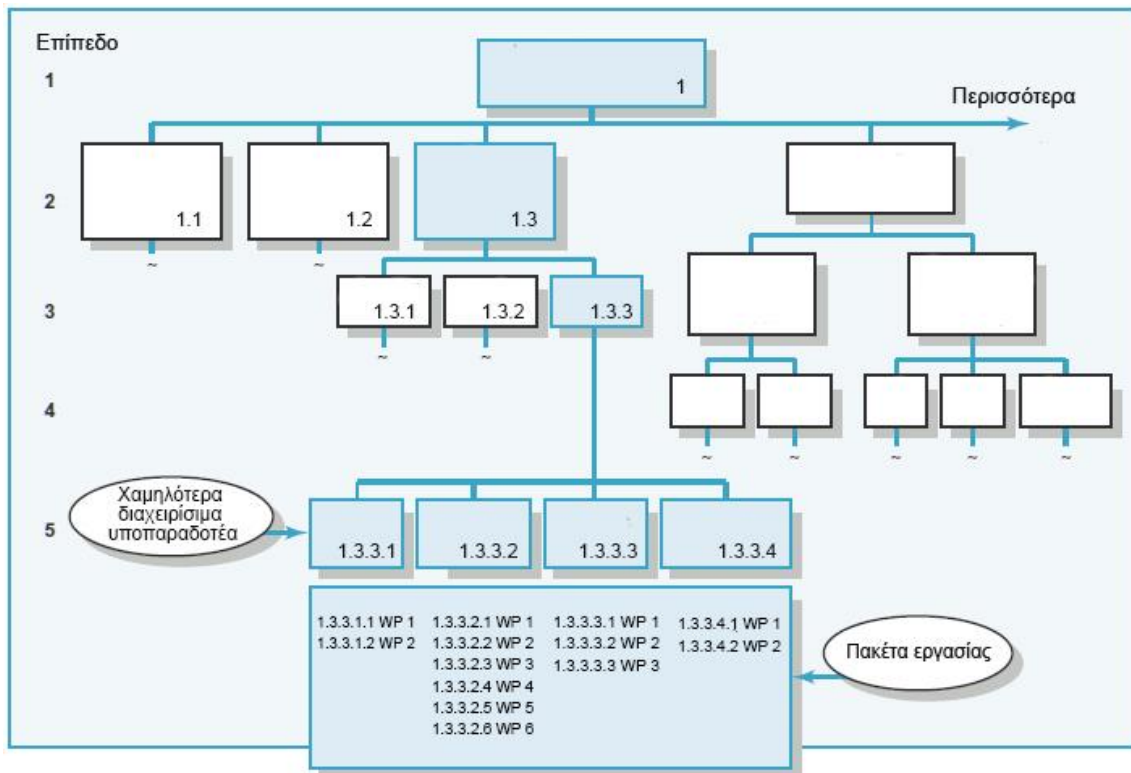 Επίπεδο
1
1
Περισσότερα
2
1.1
1.2
1.3
~
~
3
1.3.1
1.3.2
1.3.3
~
~
4
~
~
~
~
~
Χαμηλότερα
διαχειρίσιμα
υποπαραδοτέα
5
1.3.3.1
1.3.3.2
1.3.3.3
1.3.3.4
1.3.3.1.1 WP 1
1.3.3.1.2 WP 2
1.3.3.2.1 WP 1
1.3.3.2.2 WP 2
1.3.3.2.3 WP 3
1.3.3.2.4 WP 4
1.3.3.2.5 WP 5
1.3.3.2.6 WP 6
1.3.3.3.1 WP 1
1.3.3.3.2 WP 2
1.3.3.3.3 WP 3
1.3.3.4.1 WP 1
1.3.3.4.2 WP 2
Πακέτα εργασίας